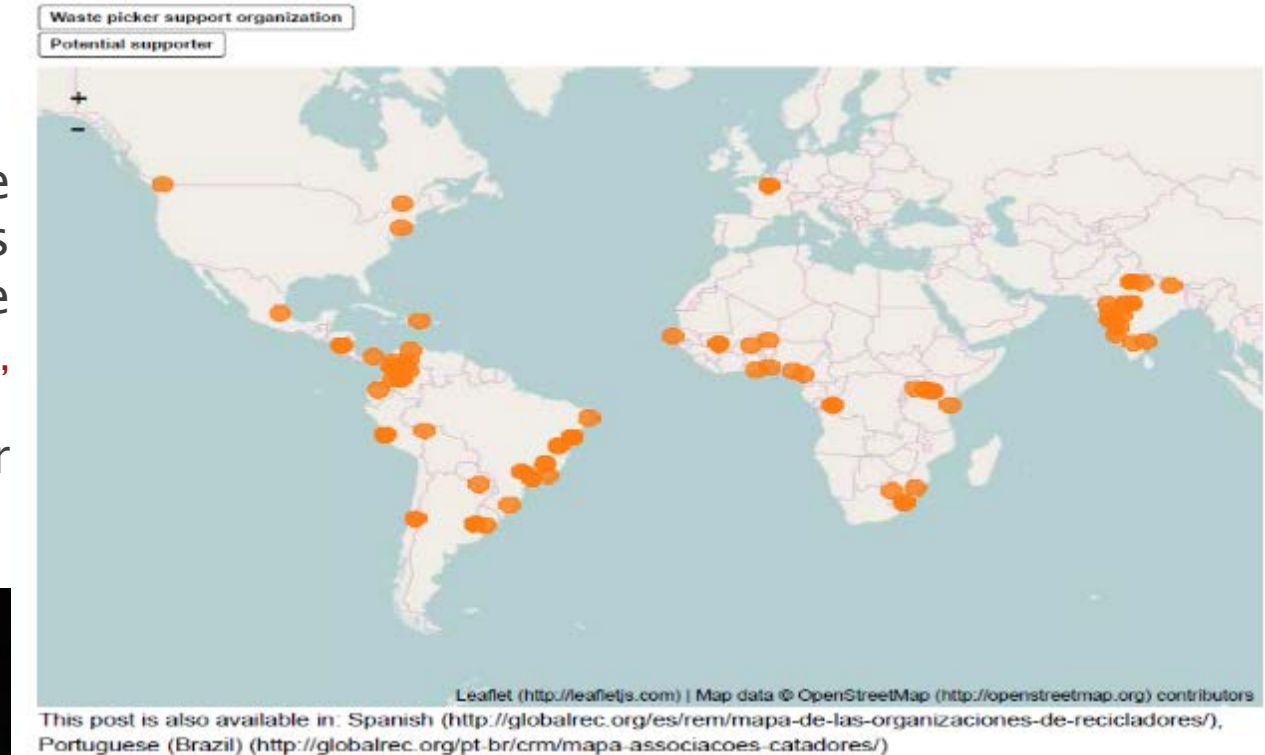 Waste picker support organization
Potential supporter
+
−
Leaflet (http://leafletjs.com) | Map data © OpenStreetMap (http://openstreetmap.org) contributors
This post is also available in: Spanish (http://globalrec.org/es/rem/mapa-de-las-organizaciones-de-recicladores/),
Portuguese (Brazil) (http://globalrec.org/pt-br/crm/mapa-associacoes-catadores/)